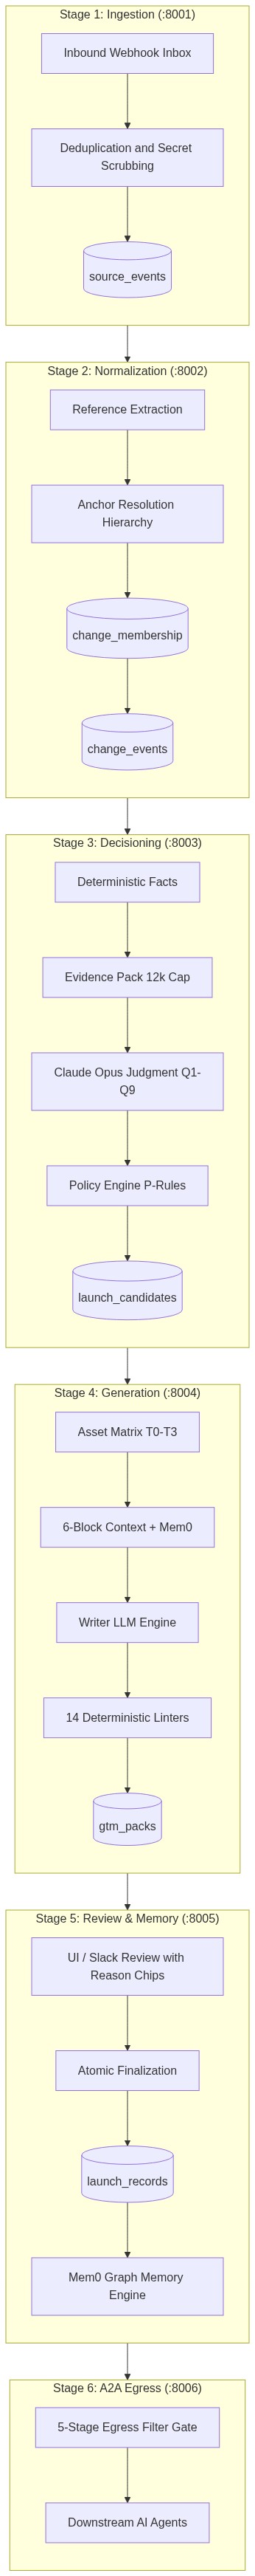 Stage 1: Ingestion (:8001)
Inbound Webhook Inbox
Deduplication and Secret
Scrubbing
source_events
Stage 2: Normalization (:8002)
Reference Extraction
Anchor Resolution
Hierarchy
change_membership
change_events
Stage 3: Decisioning (:8003)
Deterministic Facts
Evidence Pack 12k Cap
Claude Opus Judgment Q1-
Q9
Policy Engine P-Rules
launch_candidates
Stage 4: Generation (:8004)
Asset Matrix T0-T3
6-Block Context + Mem0
Writer LLM Engine
14 Deterministic Linters
gtm_packs
Stage 5: Review & Memory (:8005)
UI / Slack Review with
Reason Chips
Atomic Finalization
launch_records
Mem0 Graph Memory
Engine
Stage 6: A2A Egress (:8006)
5-Stage Egress Filter Gate
Downstream AI Agents